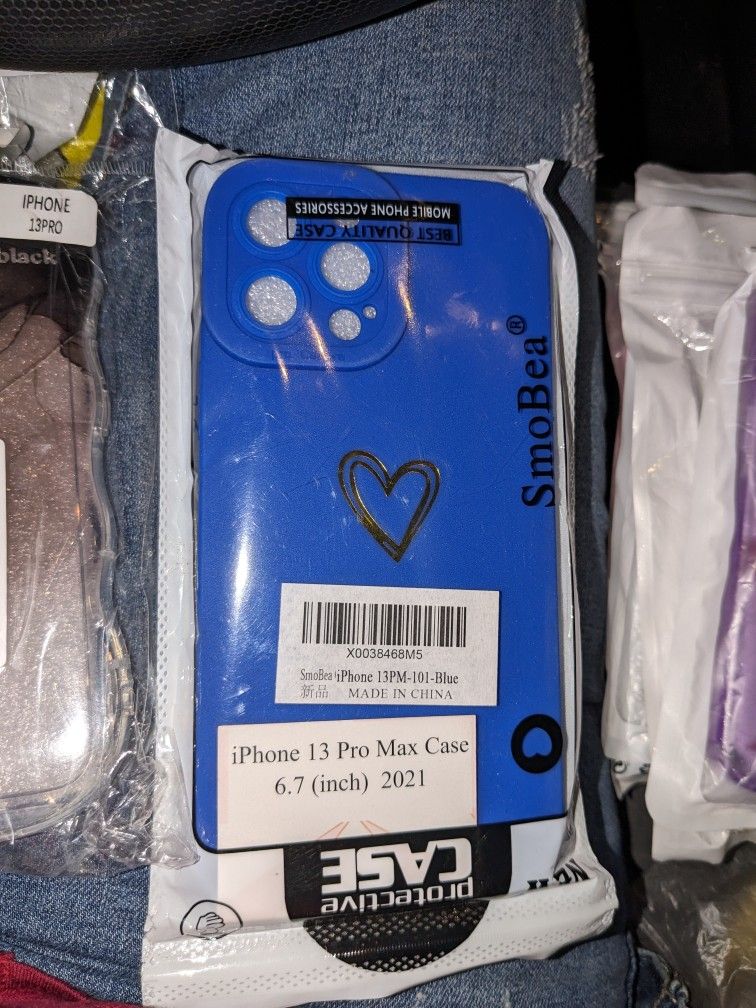 IPHONE
13PRO
black
BEST QUALITY CASE
MOBILE PHONE ACCESSORIES
SmoBea®
X0038468M5
SmoBea iPhone 13PM-101-Blue
新品 MADE IN CHINA
iPhone 13 Pro Max Case
6.7 (inch) 2021
protective
CASE